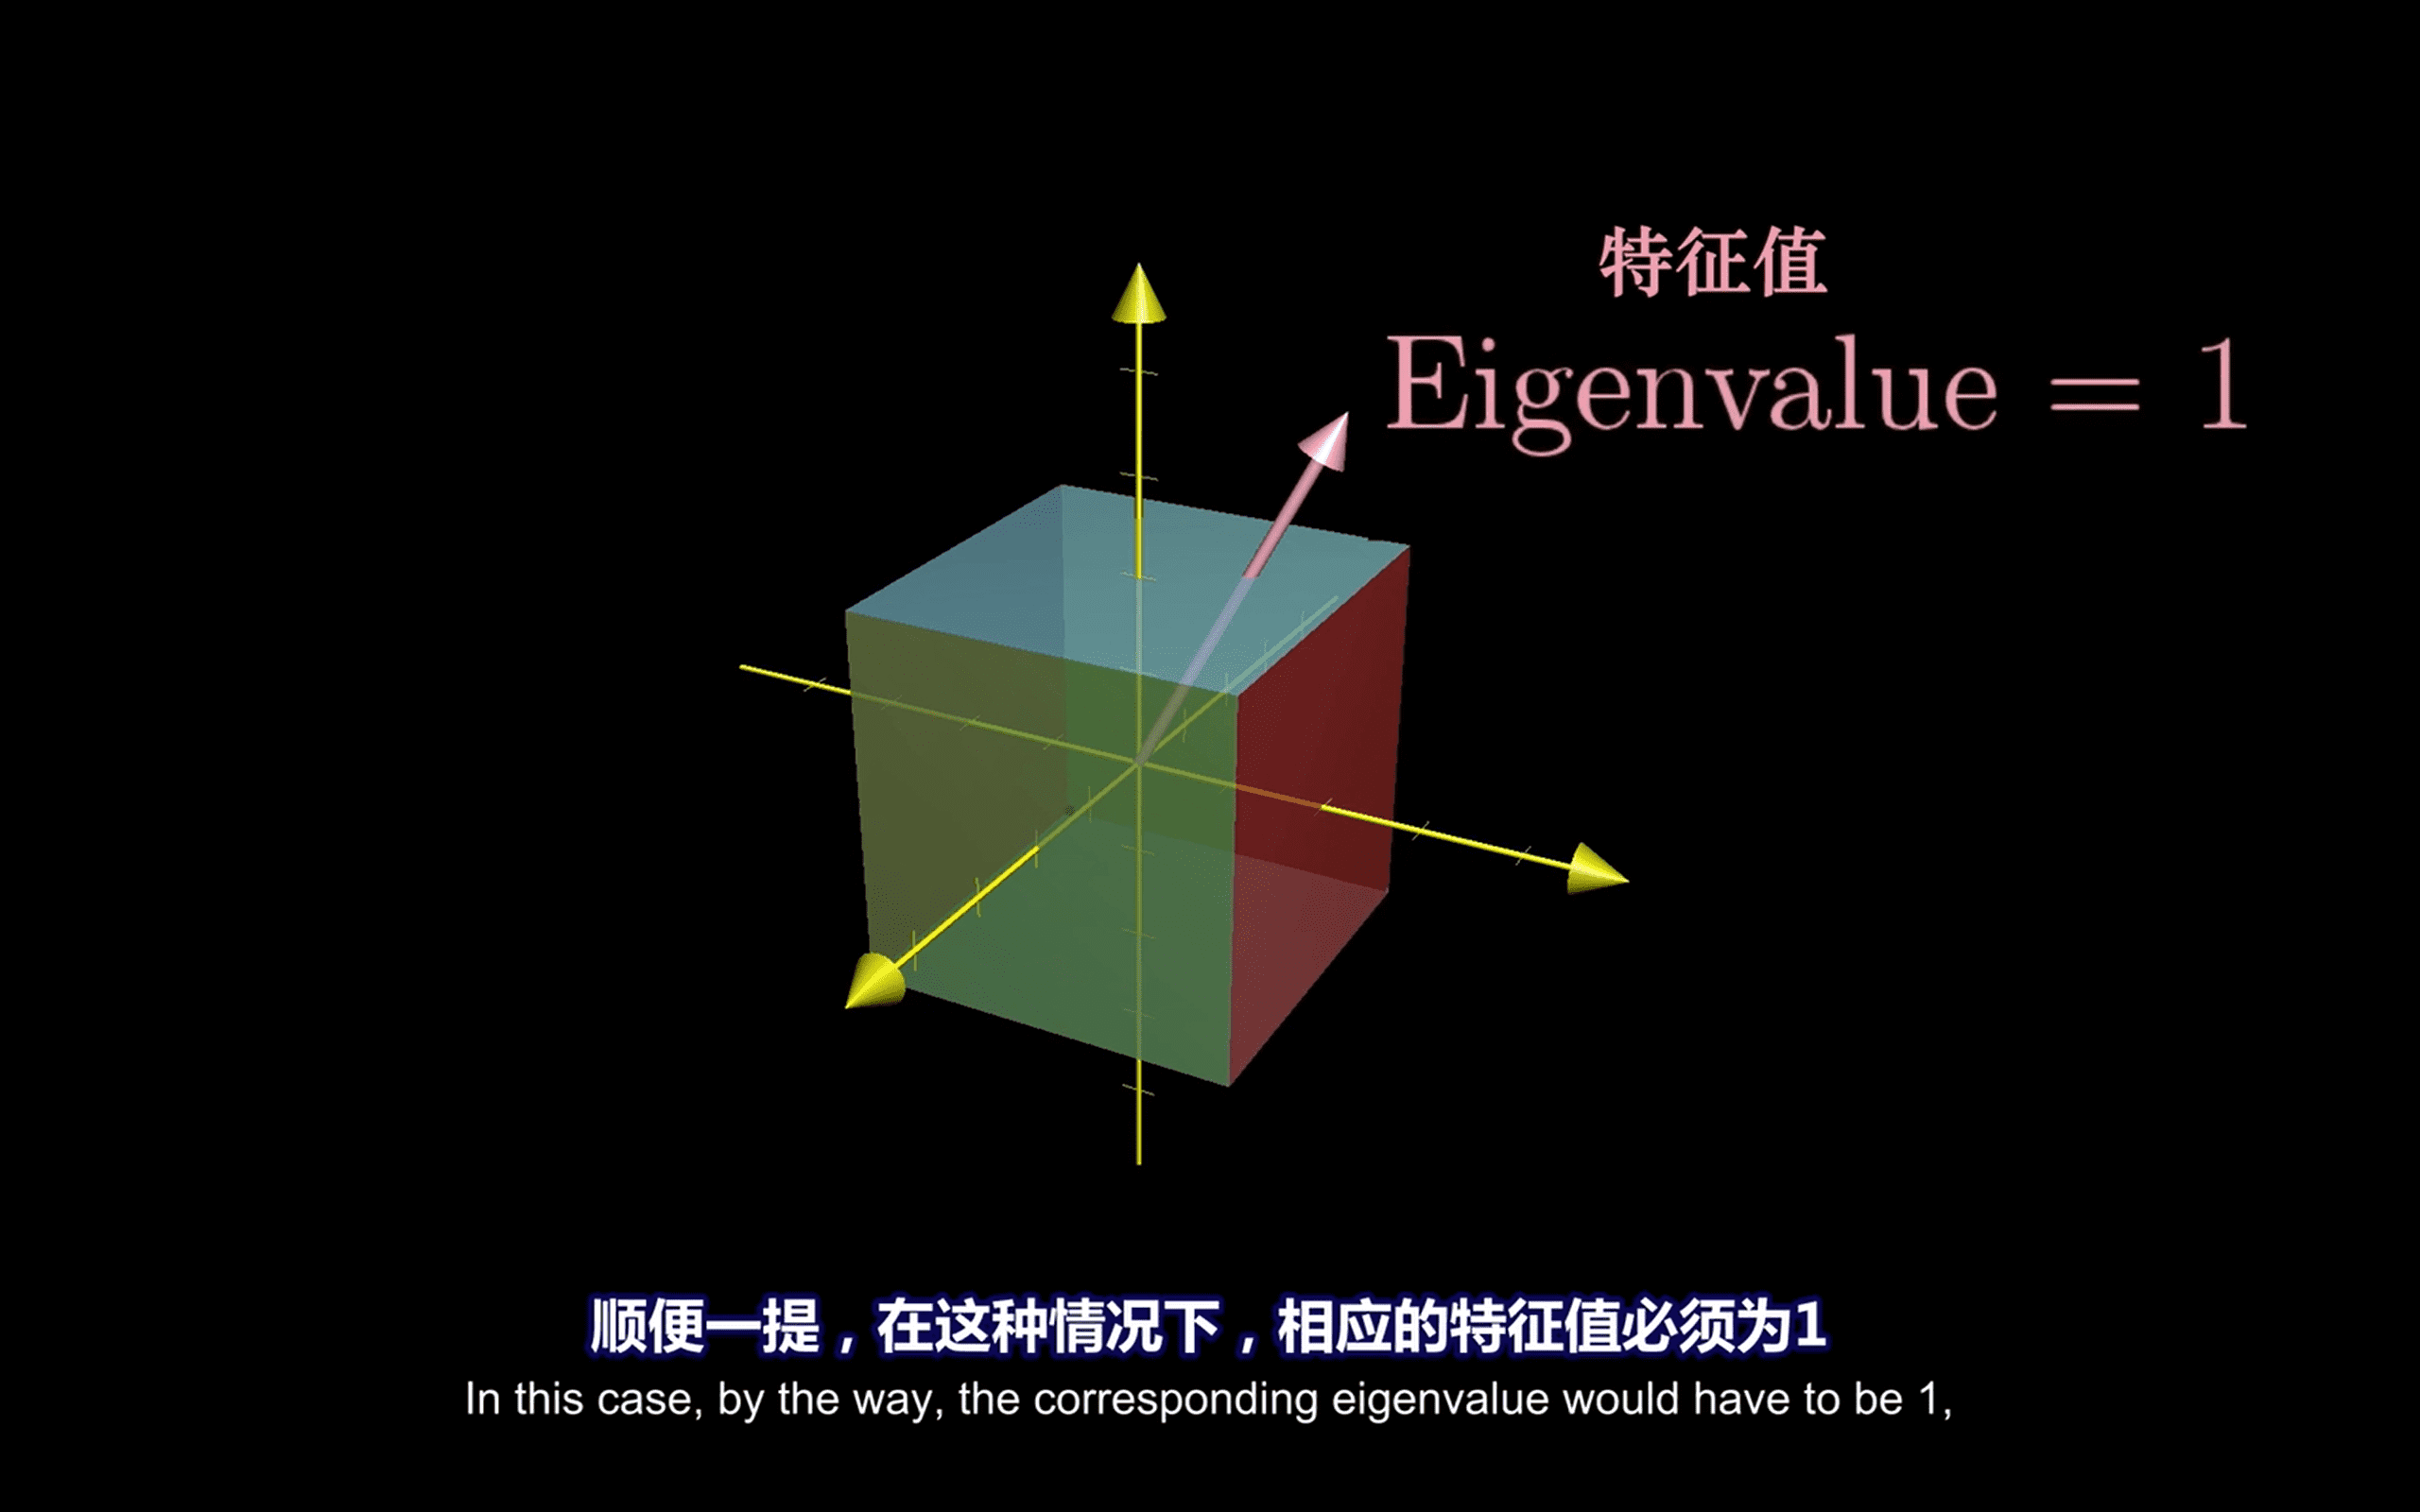 特征值
Eigenvalue = 1
顺便一提，在这种情况下，相应的特征值必须为1
In this case, by the way, the corresponding eigenvalue would have to be 1,